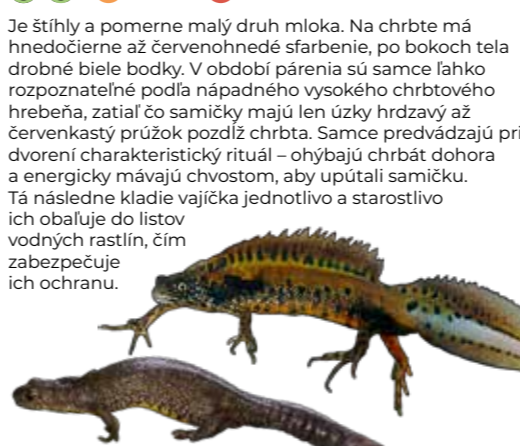 Je štíhly a pomerne malý druh mloka. Na chrbte má
hnedočierne až červenohnedé sfarbenie, po bokoch tela
drobné biele bodky. V období párenia sú samce ľahko
rozpoznateľné podľa nápadného vysokého chrbtového
hrebeňa, zatiaľ čo samičky majú len úzky hrdzavý až
červenkastý prúžok pozdĺž chrbta. Samce predvádzajú pri
dvorení charakteristický rituál – ohýbajú chrbát dohora
a energicky mávajú chvostom, aby upútali samičku.
Tá následne kladie vajíčka jednotlivo a starostlivo
ich obaľuje do listov
vodných rastlín, čím
zabezpečuje
ich ochranu.